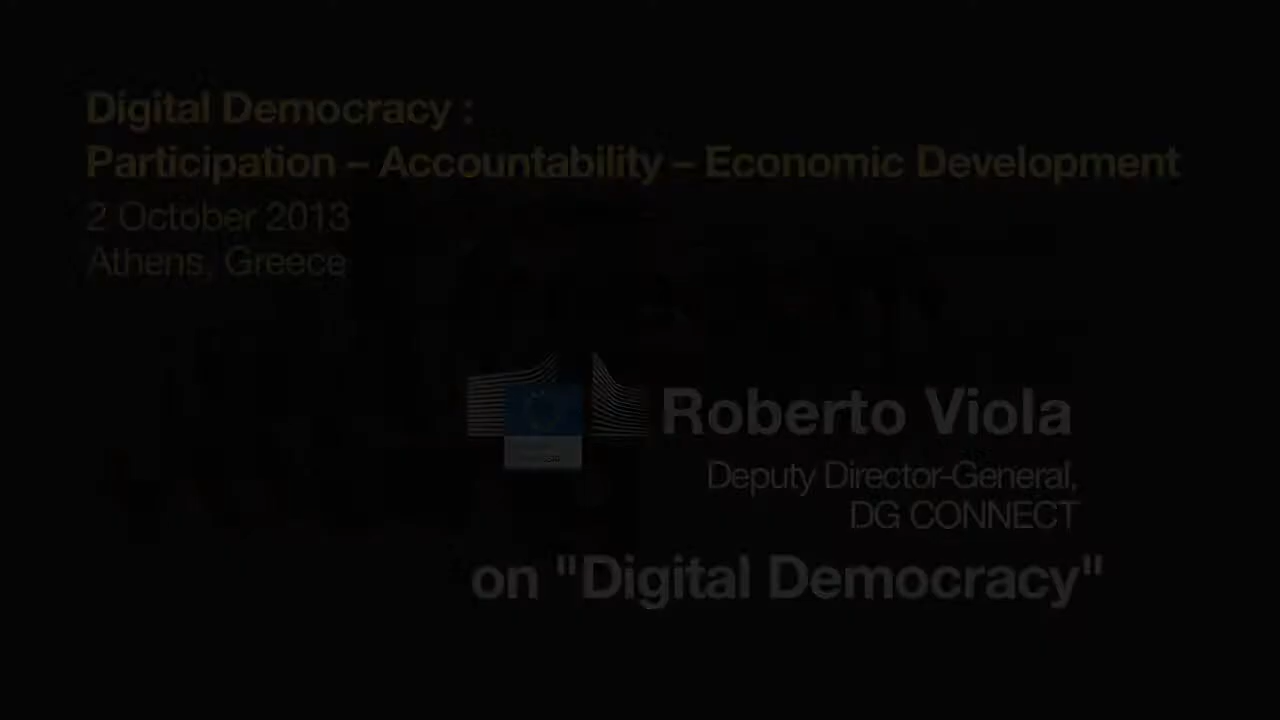 Digital Democracy :
Participation – Accountability – Economic Development
2 October 2013
Athens, Greece
Roberto Viola
Deputy Director-General,
DG CONNECT
on "Digital Democracy"